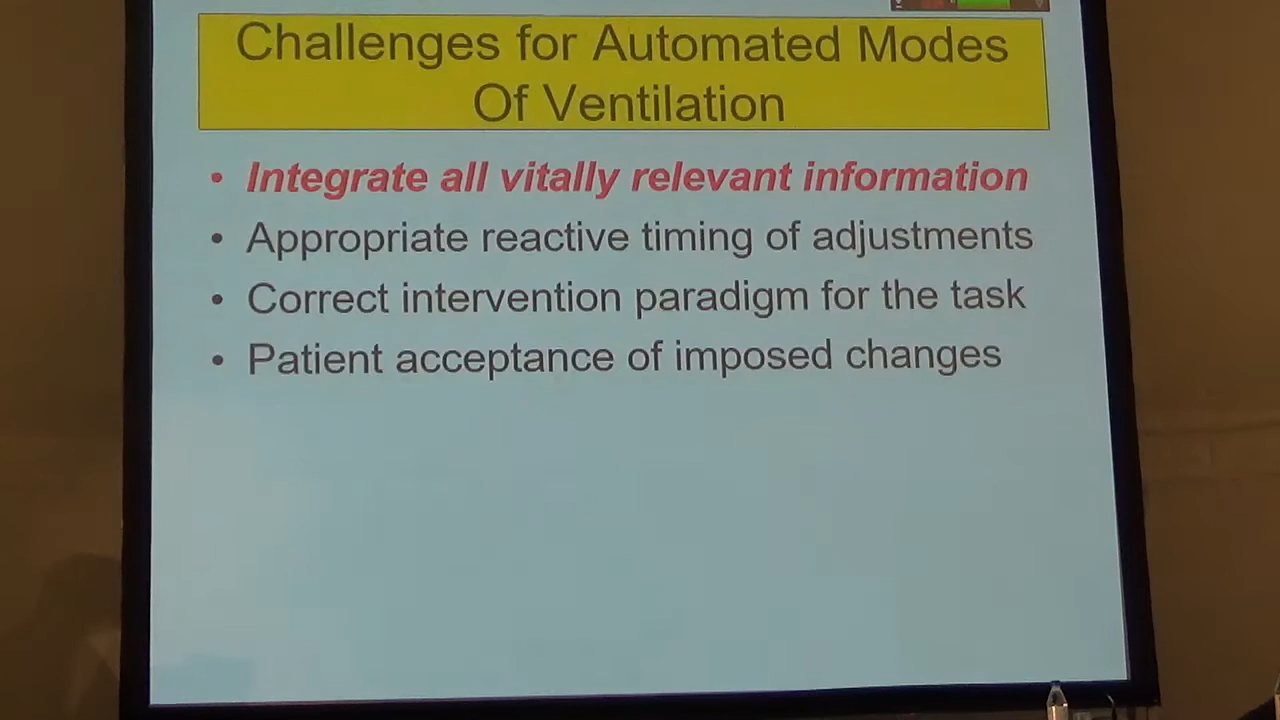 Challenges for Automated Modes
Of Ventilation
• Integrate all vitally relevant information
• Appropriate reactive timing of adjustments
• Correct intervention paradigm for the task
• Patient acceptance of imposed changes